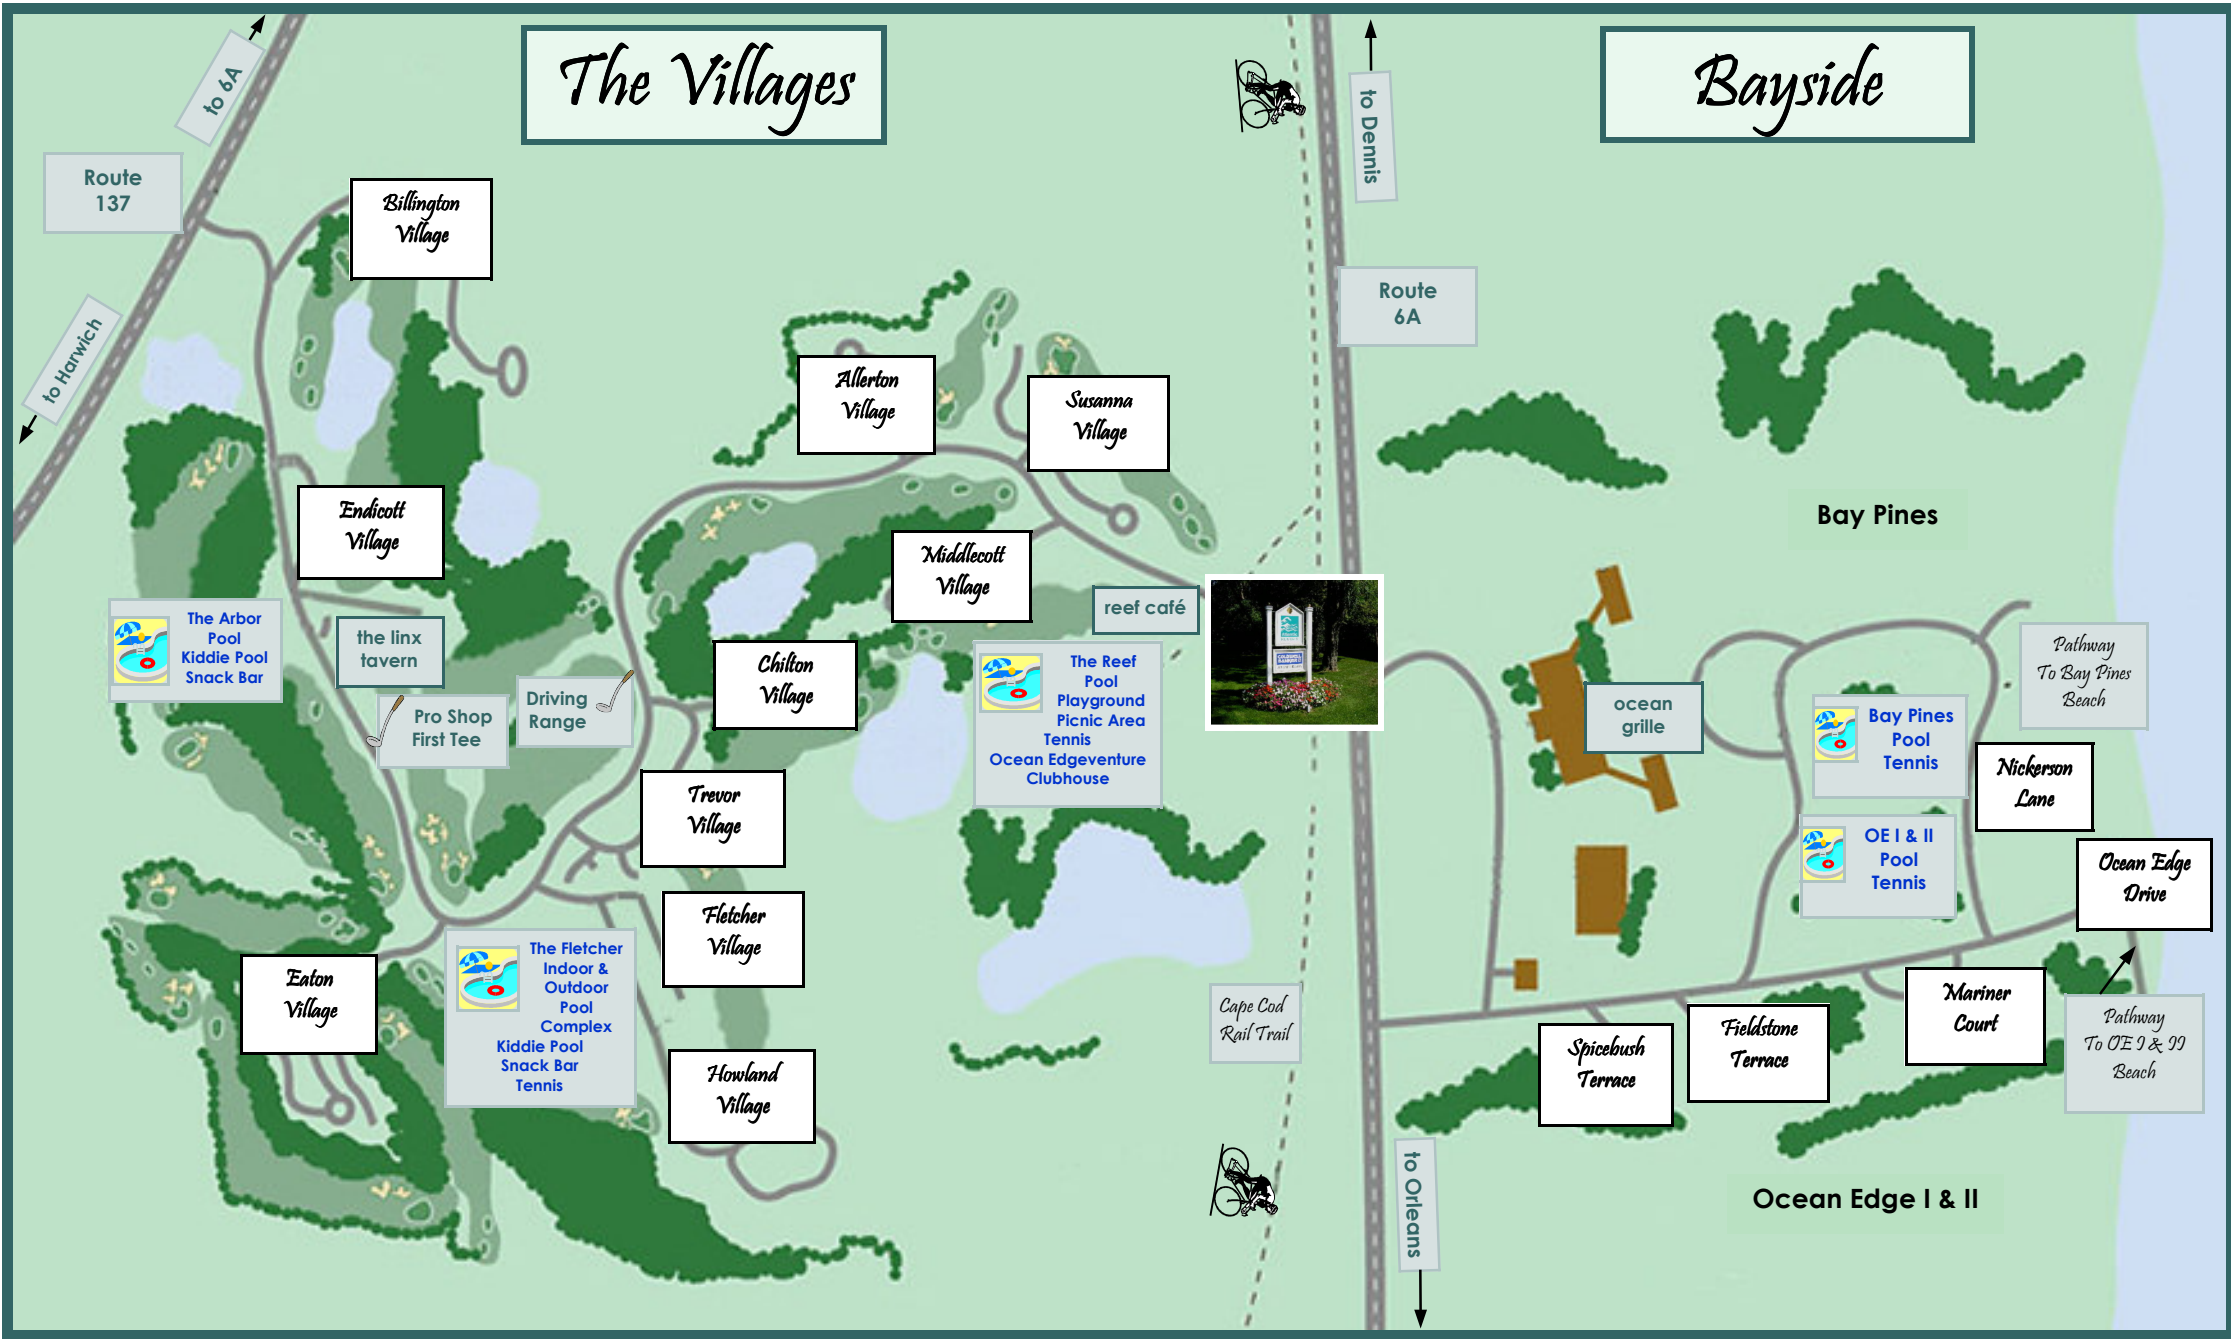 The Villages
Bayside
to 6A
to Dennis
Route
137
Billington
Village
Route
6A
to Harwich
Allerton
Village
Susanna
Village
Endicott
Village
Bay Pines
Middlecott
Village
reef café
The Arbor
Pool
Kiddie Pool
Snack Bar
the linx
tavern
Chilton
Village
The Reef
Pool
Playground
Picnic Area
Tennis
Ocean Edgeventure
Clubhouse
Pathway
To Bay Pines
Beach
Driving
Range
Pro Shop
First Tee
ocean
grille
Bay Pines
Pool
Tennis
Nickerson
Lane
Trevor
Village
OE I & II
Pool
Tennis
Ocean Edge
Drive
Fletcher
Village
The Fletcher
Indoor &
Outdoor
Pool
Complex
Kiddie Pool
Snack Bar
Tennis
Eaton
Village
Cape Cod
Rail Trail
Mariner
Court
Pathway
To OE I & II
Beach
Fieldstone
Terrace
Spicebush
Terrace
Howland
Village
to Orleans
Ocean Edge I & II